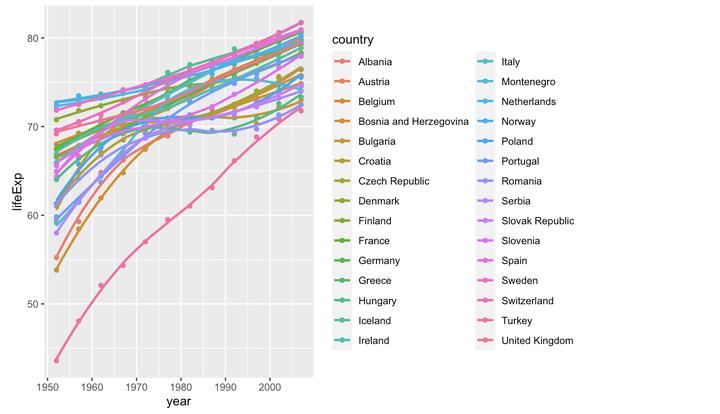 80
70
60
50
lifeExp
1950
1960
1970
1980
1990
2000
year
country
Albania
Austria
Belgium
Bosnia and Herzegovina
Bulgaria
Croatia
Czech Republic
Denmark
Finland
France
Germany
Greece
Hungary
Iceland
Ireland
Italy
Montenegro
Netherlands
Norway
Poland
Portugal
Romania
Serbia
Slovak Republic
Slovenia
Spain
Sweden
Switzerland
Turkey
United Kingdom